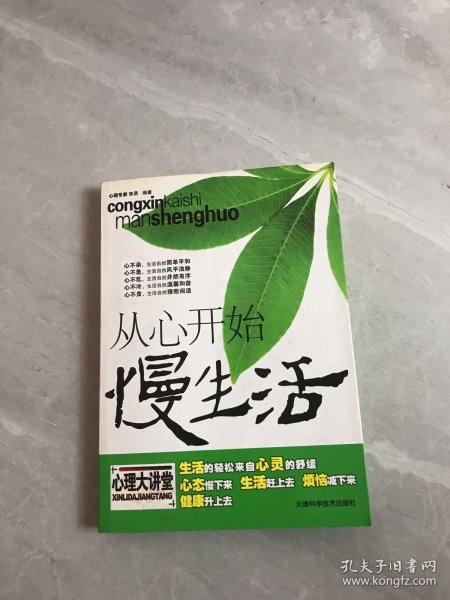 心理专家 焦亮 编著
congxinkaishi
manshenghuo
心不杂,生活自然简单平和
心不急,生活自然风平浪静
心不乱,生活自然井然有序
心不冷,生活自然温馨和谐
心不贪,生活自然雅致闲适
从心开始
慢生活
心理大讲堂
XINLIDAJIANGTANG
生活的轻松来自心灵的舒缓
心态慢下来 生活赶上去 烦恼减下来
健康升上去
天津科学技术出版社
孔夫子旧书网
www.kongfz.com